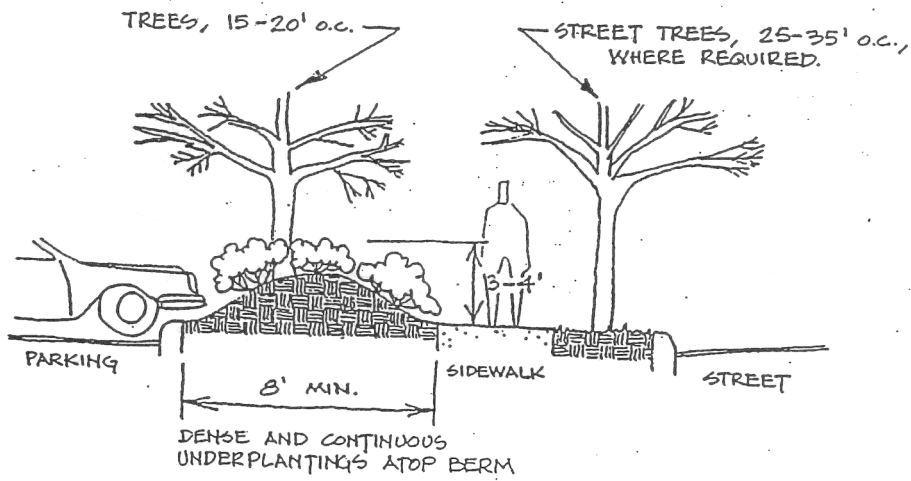 TREES, 15-20' O.C.
STREET TREES, 25-35' O.C.,
WHERE REQUIRED.
3-4'
PARKING
SIDEWALK
STREET
8' MIN.
DENSE AND CONTINUOUS
UNDERPLANTINGS ATOP BERM